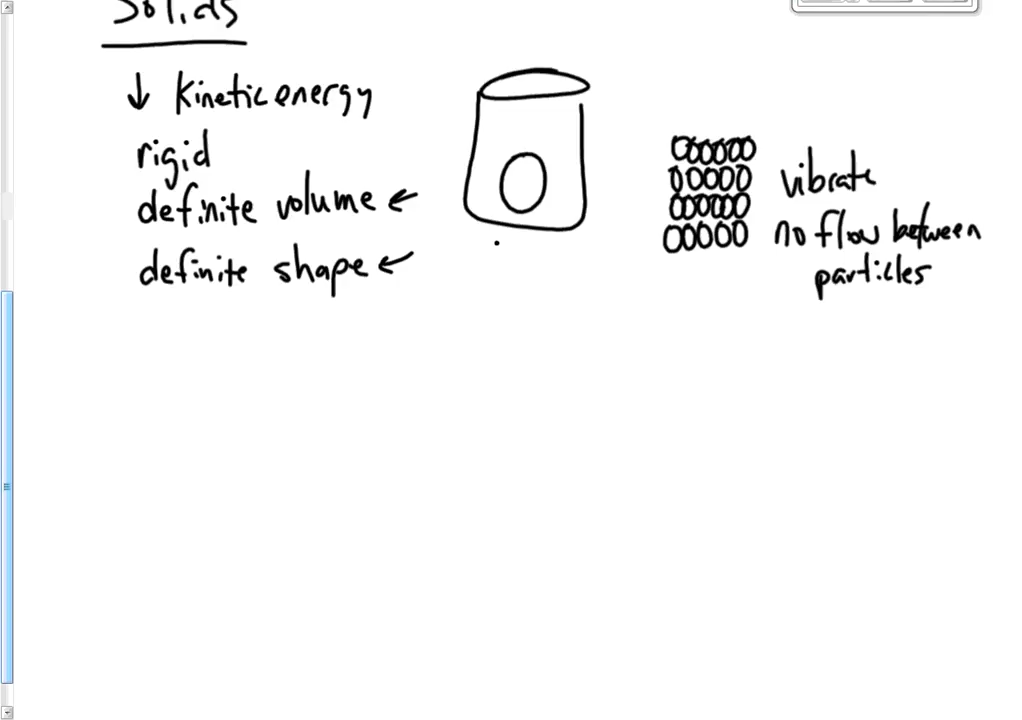 Solids
↓ kinetic energy
rigid
definite volume ←
definite shape ←
vibrate
no flow between
particles